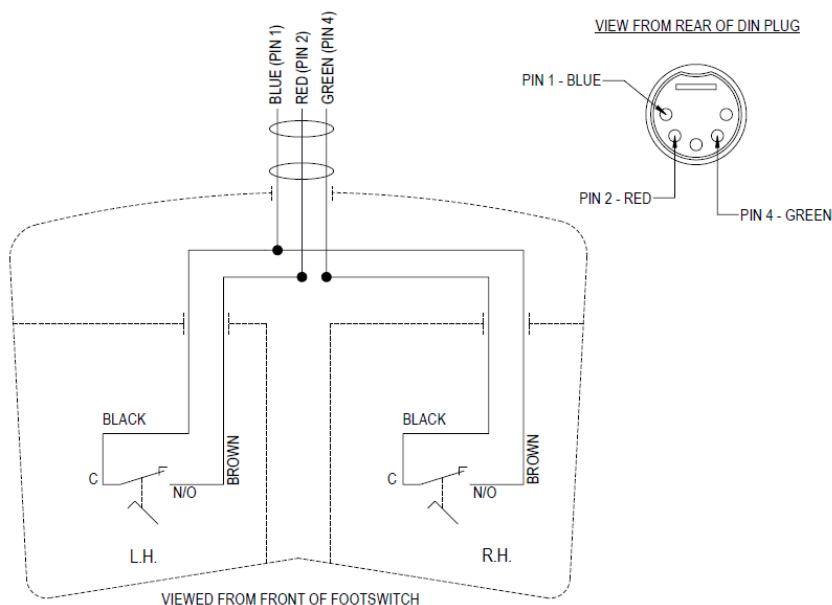 BLUE (PIN 1)
RED (PIN 2)
GREEN (PIN 4)
VIEW FROM REAR OF DIN PLUG
PIN 1 - BLUE
PIN 2 - RED
PIN 4 - GREEN
BLACK
BROWN
C
N/O
L.H.
BLACK
BROWN
C
N/O
R.H.
VIEWED FROM FRONT OF FOOTSWITCH